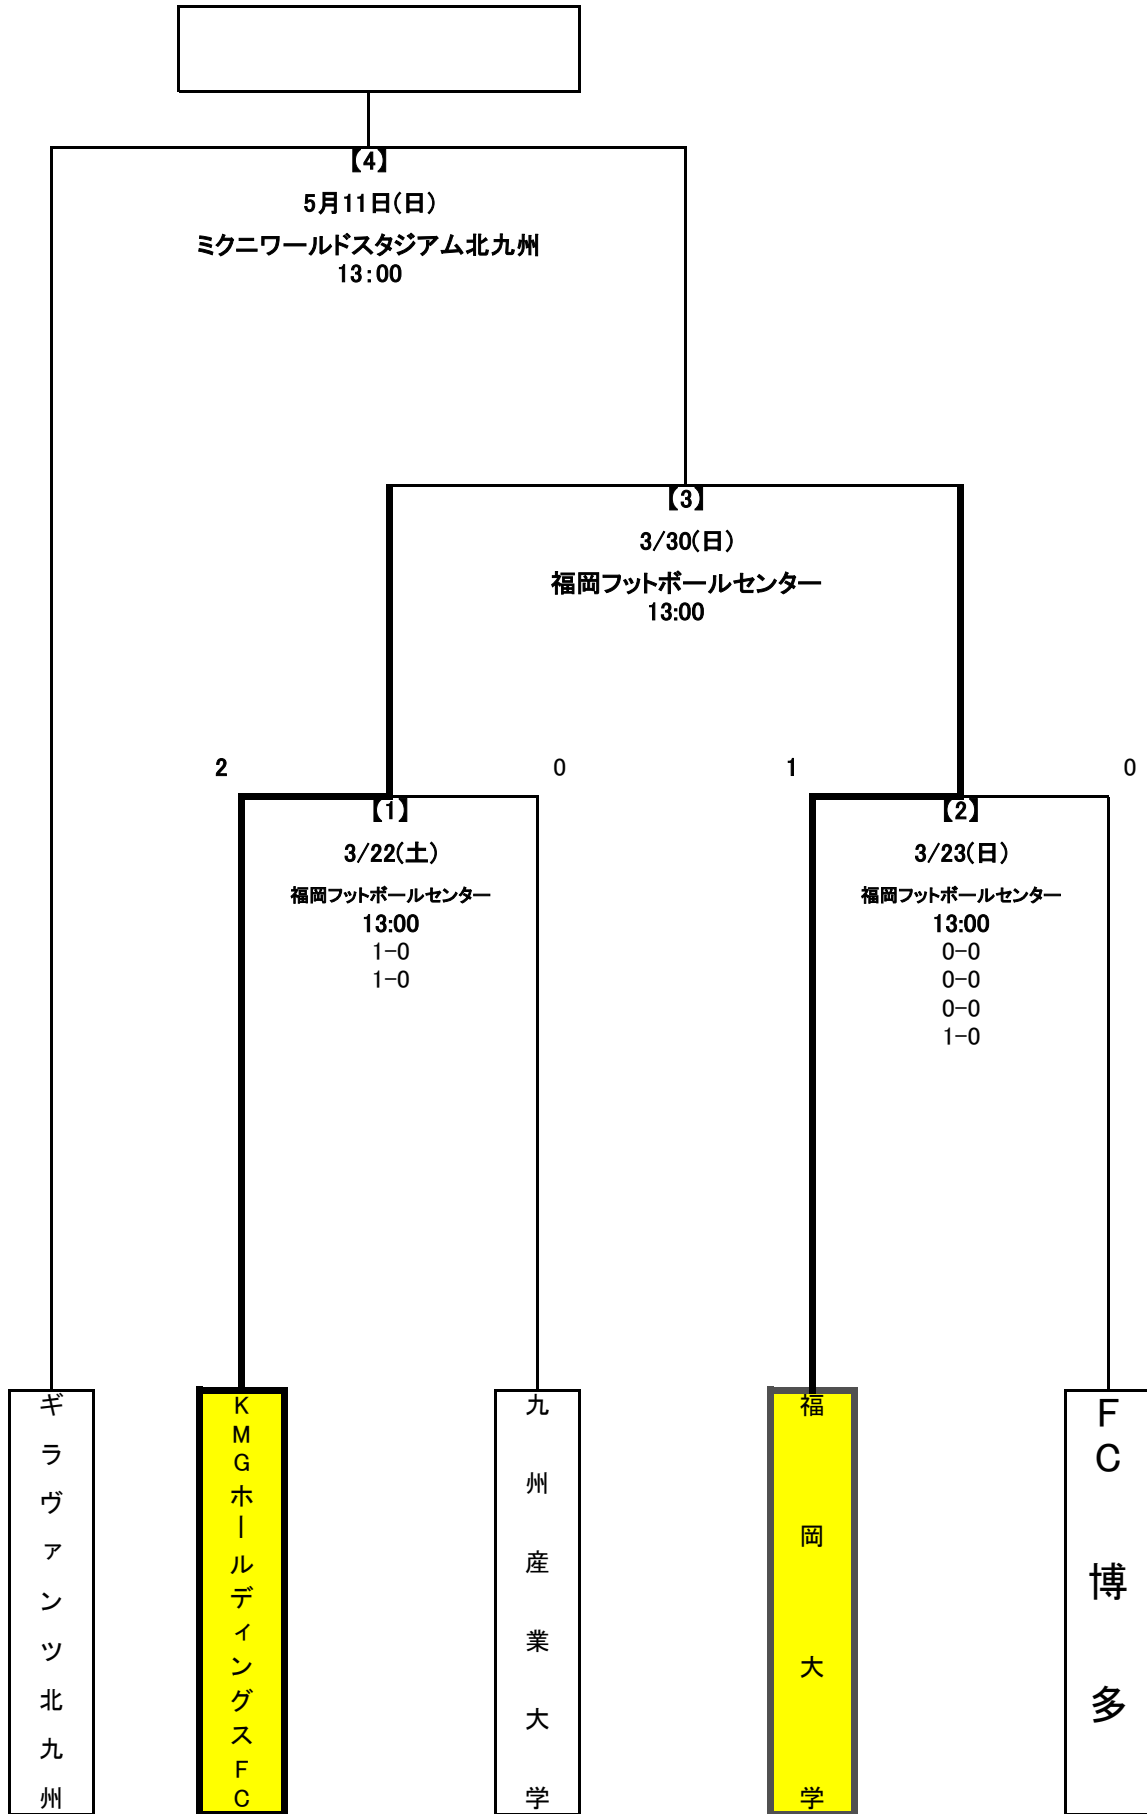 【4】
5月11日(日)
ミクニワールドスタジアム北九州
13:00
【3】
3/30(日)
福岡フットボールセンター
13:00
2
0
1
0
【1】
3/22(土)
福岡フットボールセンター
13:00
1-0
1-0
【2】
3/23(日)
福岡フットボールセンター
13:00
0-0
0-0
0-0
1-0
ギラヴァンツ北九州
KMGホールディングスFC
九州産業大学
福岡大学
FC博多